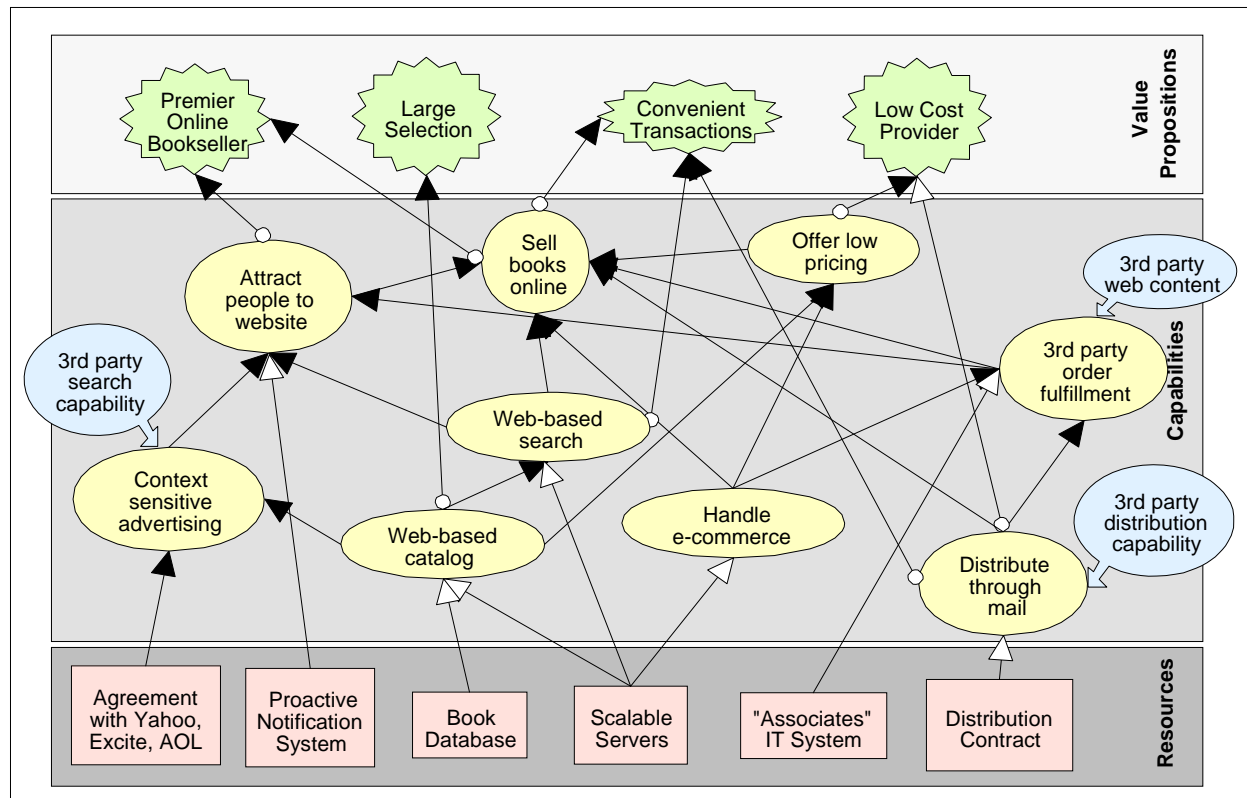 Premier
Online
Bookseller
Large
Selection
Convenient
Transactions
Low Cost
Provider
Value
Propositions
Attract
people to
website
Sell
books
online
Offer low
pricing
3rd party
web content
3rd party
search
capability
3rd party
order
fulfillment
Capabilities
Web-based
search
Context
sensitive
advertising
Web-based
catalog
Handle
e-commerce
3rd party
distribution
capability
Distribute
through
mail
Agreement
with Yahoo,
Excite, AOL
Proactive
Notification
System
Book
Database
Scalable
Servers
"Associates"
IT System
Distribution
Contract
Resources